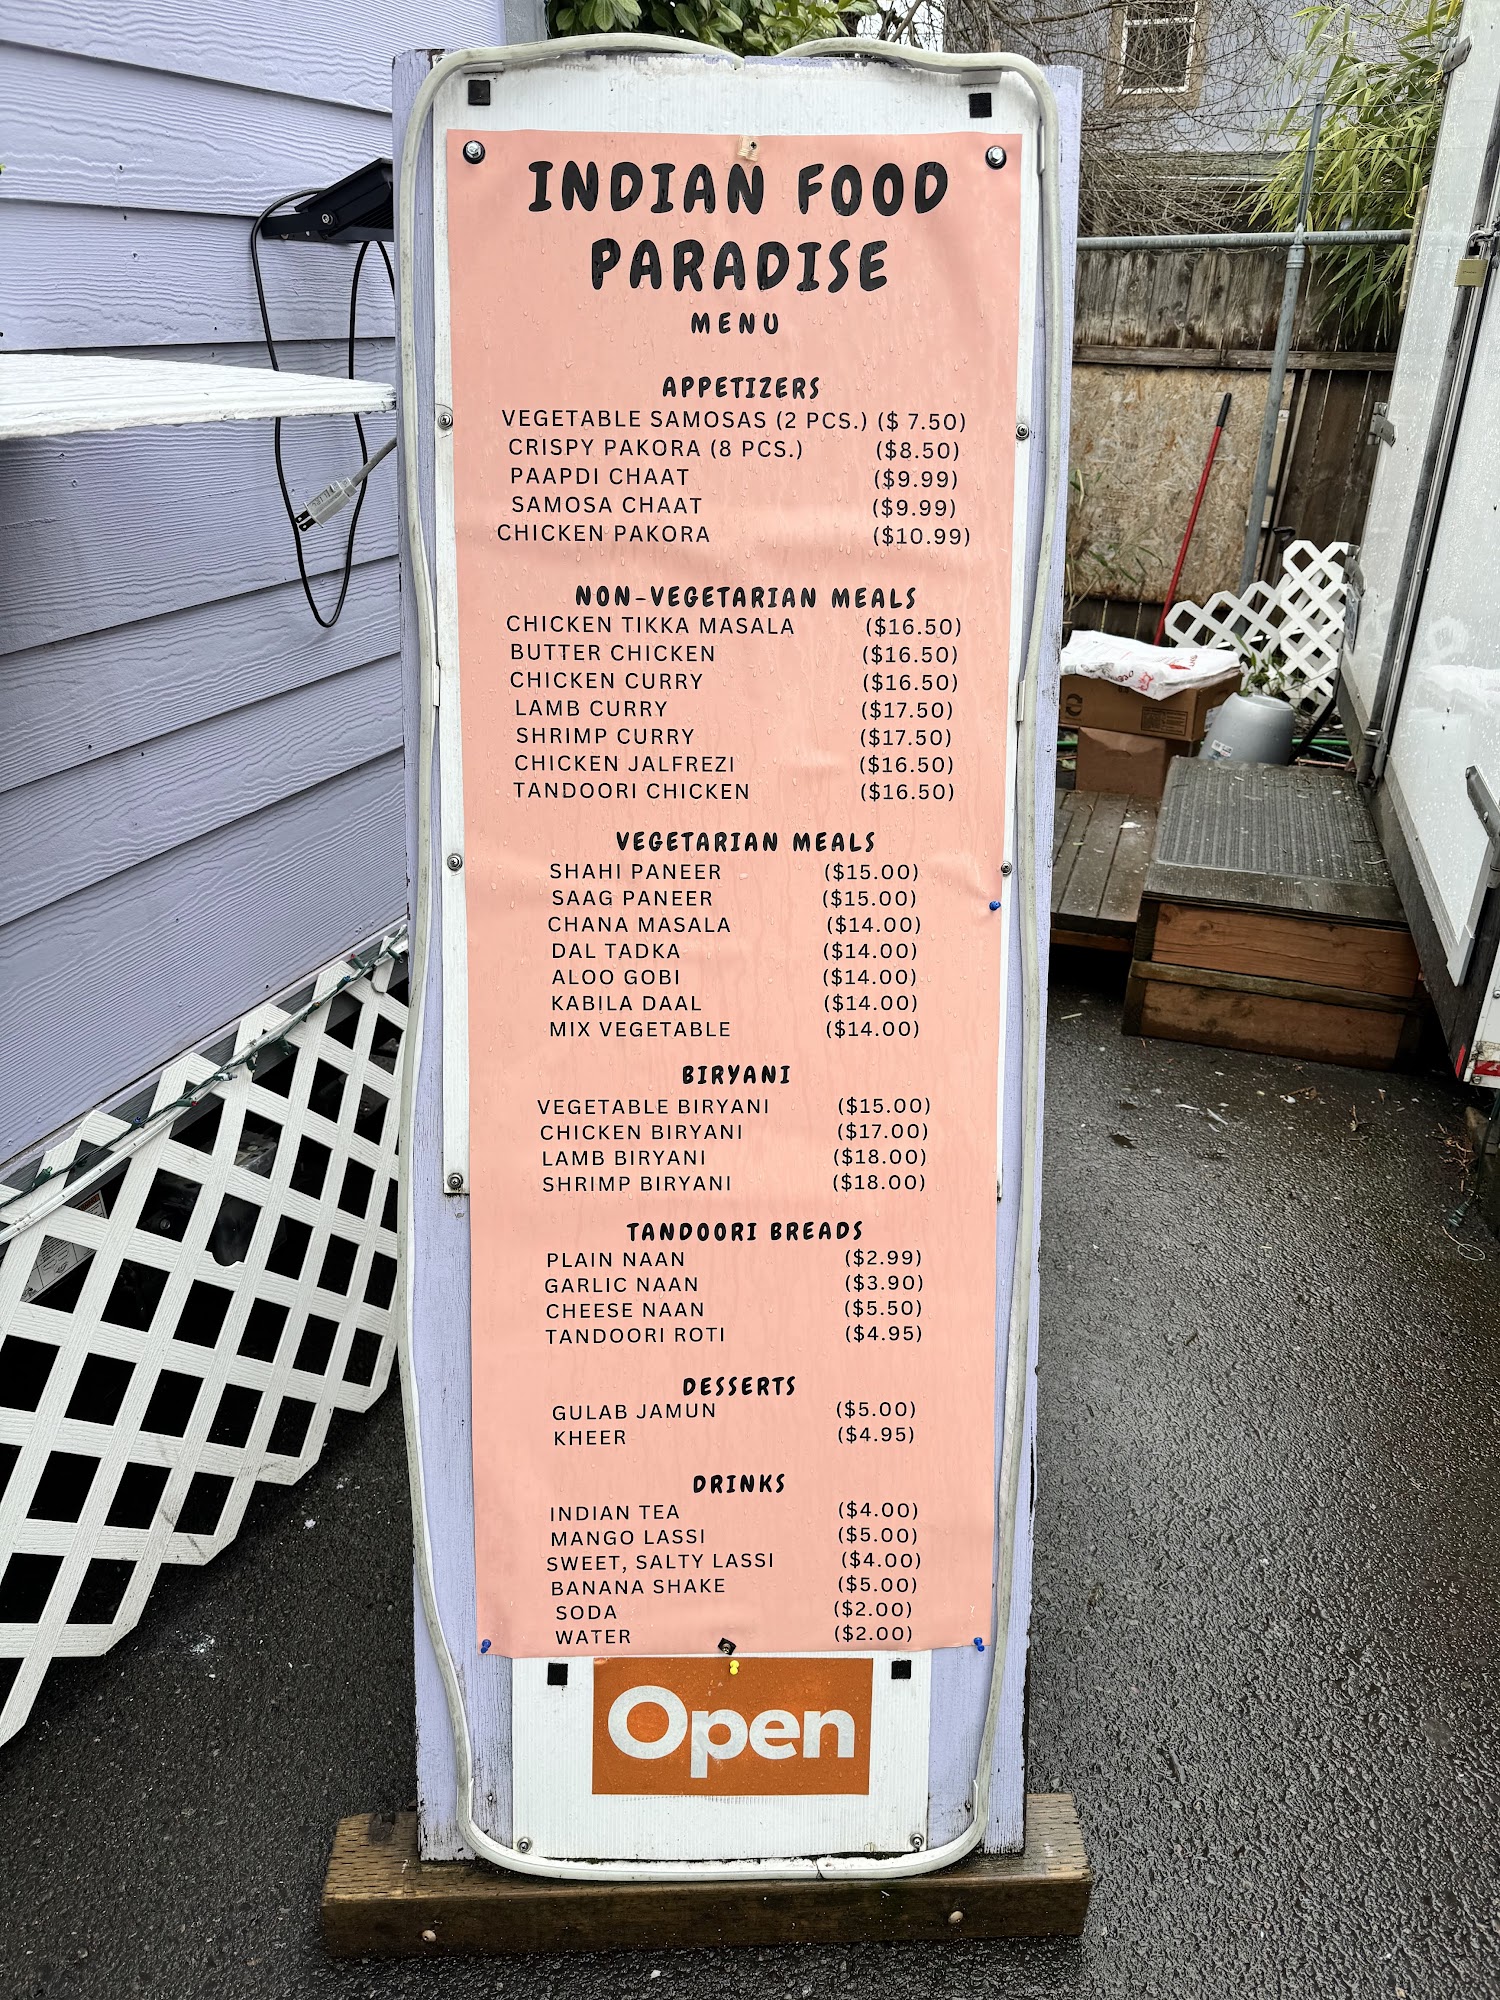 INDIAN FOOD
PARADISE
MENU
APPETIZERS
VEGETABLE SAMOSAS (2 PCS.) ($ 7.50)
CRISPY PAKORA (8 PCS.) ($8.50)
PAAPDI CHAAT ($9.99)
SAMOSA CHAAT ($9.99)
CHICKEN PAKORA ($10.99)
NON-VEGETARIAN MEALS
CHICKEN TIKKA MASALA ($16.50)
BUTTER CHICKEN ($16.50)
CHICKEN CURRY ($16.50)
LAMB CURRY ($17.50)
SHRIMP CURRY ($17.50)
CHICKEN JALFREZI ($16.50)
TANDOORI CHICKEN ($16.50)
VEGETARIAN MEALS
SHAHI PANEER ($15.00)
SAAG PANEER ($15.00)
CHANA MASALA ($14.00)
DAL TADKA ($14.00)
ALOO GOBI ($14.00)
KABILA DAAL ($14.00)
MIX VEGETABLE ($14.00)
BIRYANI
VEGETABLE BIRYANI ($15.00)
CHICKEN BIRYANI ($17.00)
LAMB BIRYANI ($18.00)
SHRIMP BIRYANI ($18.00)
TANDOORI BREADS
PLAIN NAAN ($2.99)
GARLIC NAAN ($3.90)
CHEESE NAAN ($5.50)
TANDOORI ROTI ($4.95)
DESSERTS
GULAB JAMUN ($5.00)
KHEER ($4.95)
DRINKS
INDIAN TEA ($4.00)
MANGO LASSI ($5.00)
SWEET, SALTY LASSI ($4.00)
BANANA SHAKE ($5.00)
SODA ($2.00)
WATER ($2.00)
Open